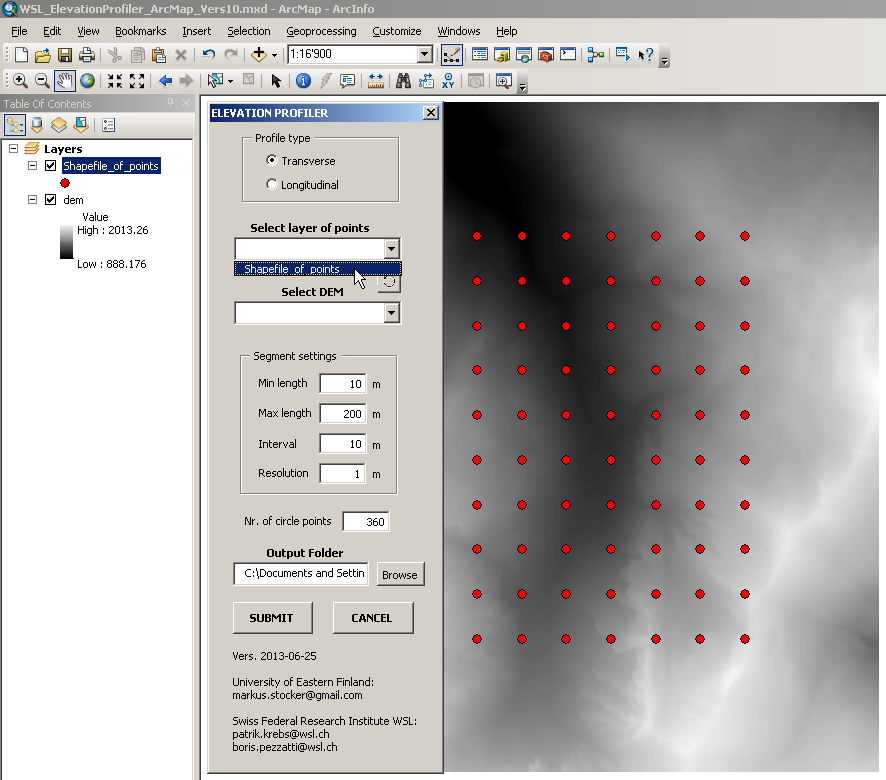 WSL_ElevationProfiler_ArcMap_Vers10.mxd - ArcMap - ArcInfo
File Edit View Bookmarks Insert Selection Geoprocessing Customize Windows Help
1:16'900
XY
Table Of Contents
Layers
Shapefile_of_points
dem
Value
High : 2013.26
Low : 888.176
ELEVATION PROFILER
Profile type
Transverse
Longitudinal
Select layer of points
Shapefile_of_points
Select DEM
Segment settings
Min length 10 m
Max length 200 m
Interval 10 m
Resolution 1 m
Nr. of circle points 360
Output Folder
C:\Documents and Settin Browse
SUBMIT CANCEL
Vers. 2013-06-25
University of Eastern Finland:
markus.stocker@gmail.com
Swiss Federal Research Institute WSL:
patrik.krebs@wsl.ch
boris.pezzatti@wsl.ch